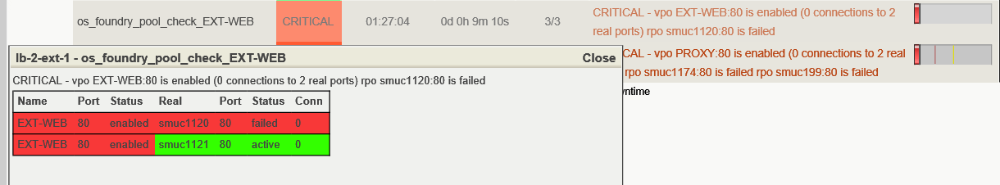 os_foundry_pool_check_EXT-WEB CRITICAL 01:27:04 0d 0h 9m 10s 3/3 CRITICAL - vpo EXT-WEB:80 is enabled (0 connections to 2
real ports) rpo smuc1120:80 is failed
CAL - vpo PROXY:80 is enabled (0 connections to 2 real
rpo smuc1174:80 is failed rpo smuc199:80 is failed
lb-2-ext-1 - os_foundry_pool_check_EXT-WEB Close
CRITICAL - vpo EXT-WEB:80 is enabled (0 connections to 2 real ports) rpo smuc1120:80 is failed
Name Port Status Real Port Status Conn
EXT-WEB 80 enabled smuc1120 80 failed 0
EXT-WEB 80 enabled smuc1121 80 active 0